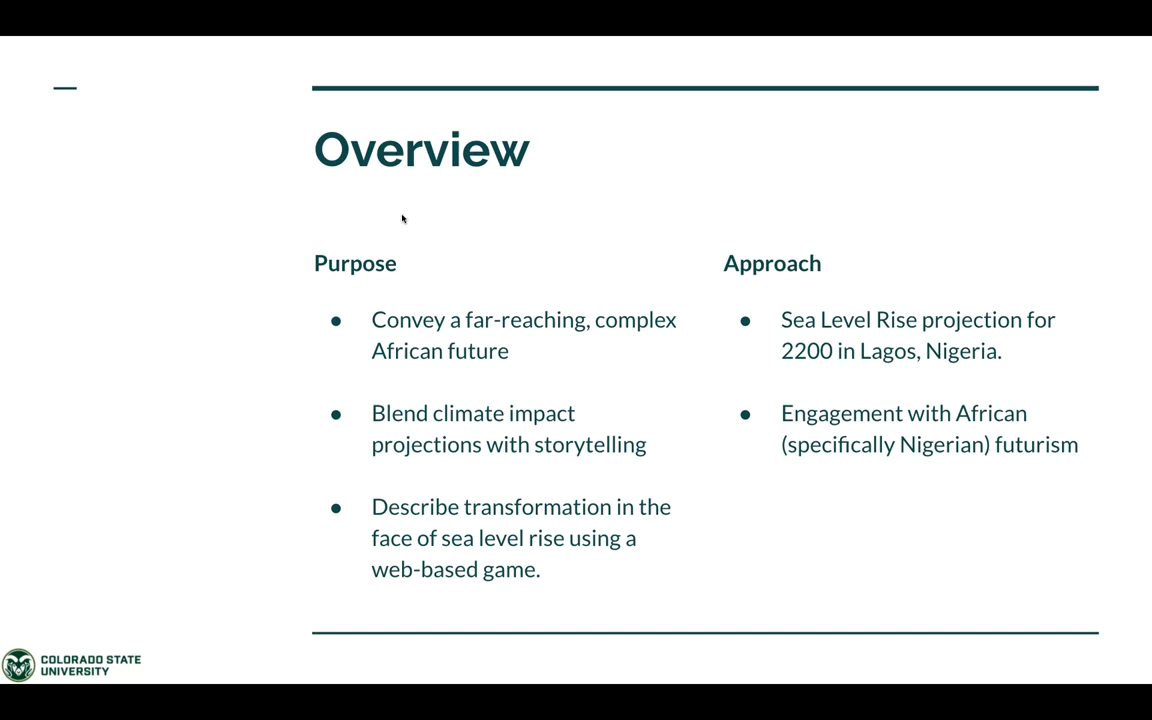 Overview
Purpose
● Convey a far-reaching, complex
African future
● Blend climate impact
projections with storytelling
● Describe transformation in the
face of sea level rise using a
web-based game.
Approach
● Sea Level Rise projection for
2200 in Lagos, Nigeria.
● Engagement with African
(specifically Nigerian) futurism
COLORADO STATE
UNIVERSITY